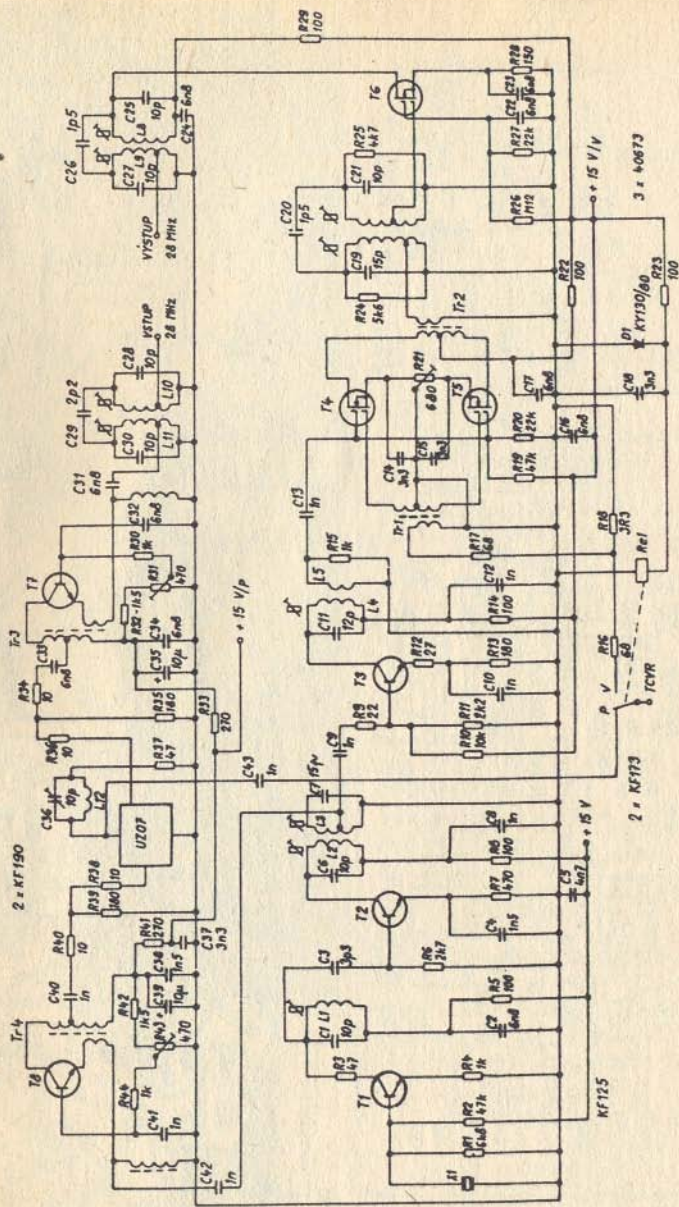 2 x KF190
Tr4
T8
R44
1k
C41
1n
C42
1n
C40
1n
R40
10
R42
1k5
R43
470
R41
270
C39
10µ
C38
1n5
C37
3n3
R38
10
R39
180
UZ07
C36
10p
L12
R36
10
R37
47
R34
10
C33
6n8
R35
180
R33
270
+ 15 V/p
C43
1n
Tr3
T7
R32-1k5
C35
10µ
C34
6n8
R31
470
R30
1k
C32
6n8
C31
6n8
C29
2p2
C30
10p
L11
L10
C28
10p
VSTUP
28 MHz
VÝSTUP
28 MHz
C26
1p5
C27
10p
L9
L8
C25
10p
C24
6n8
R29
100
X1
R1
6k8
R2
47k
T1
R3
47
R4
1k
C1
10p
L1
C2
6n8
R5
100
KF125
C3
3p3
R6
2k7
T2
C4
1n5
R7
470
C5
4n7
+ 15 V
C6
10p
L2
L3
C7
15p
R8
100
C8
1n
C9
1n
R9
22
R10
10k
R11
2k2
T3
R12
27
C10
1n
R13
180
C11
12p
L4
L5
R14
100
C12
1n
R15
1k
C13
1n
2 x KF173
P
V
TCVR
R16
68
Re1
R17
68
R18
3R3
Tr1
C14
3n3
C15
3n3
T4
T5
R21
680
R19
47k
R20
22k
C16
6n8
C17
6n8
C18
3n3
D1
KY130/80
Tr2
R22
100
R23
100
R24
5k6
C19
15p
C20
1p5
C21
10p
R25
4k7
T6
R26
M12
R27
22k
C22
6n8
C23
6n8
R28
150
+ 15 V/V
3 x 40673